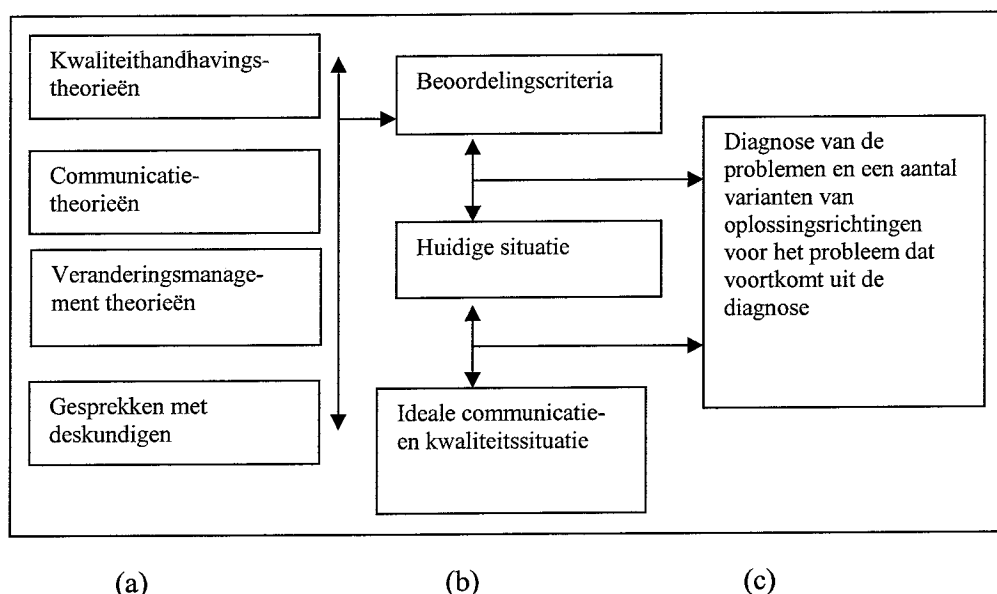 Kwaliteithandhavings-
theorieën
Communicatie-
theorieën
Veranderingsmanage-
ment theorieën
Gesprekken met
deskundigen
Beoordelingscriteria
Huidige situatie
Ideale communicatie-
en kwaliteitssituatie
Diagnose van de
problemen en een aantal
varianten van
oplossingsrichtingen
voor het probleem dat
voortkomt uit de
diagnose
(a)
(b)
(c)